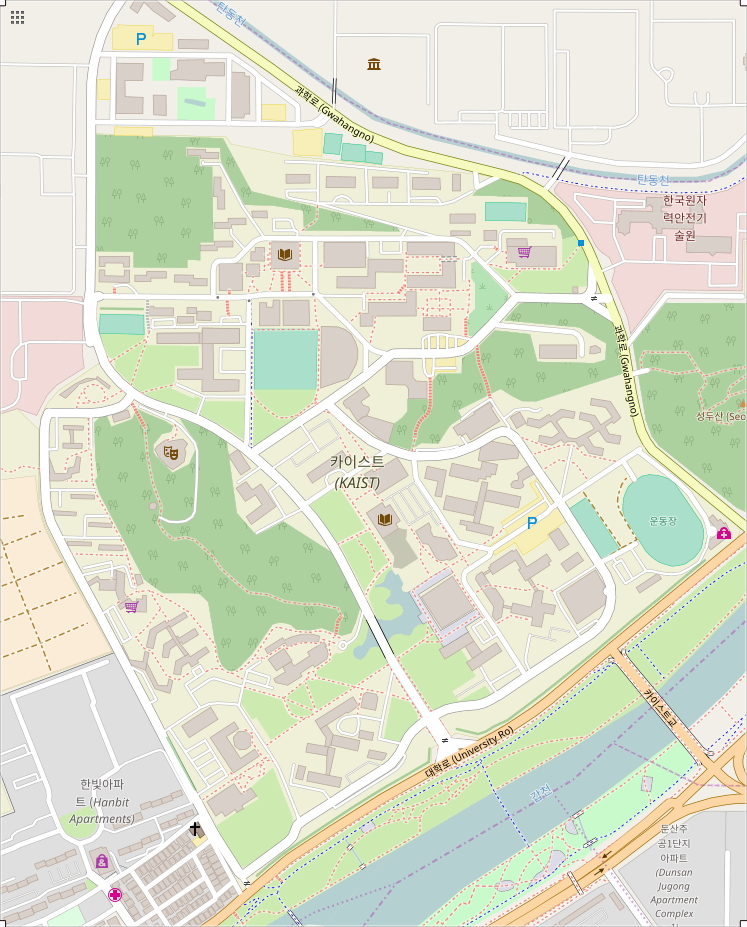 탄동천
P
과학로 (Gwahangno)
탄동천
한국원자
력안전기
술원
과학로 (Gwahangno)
성두산 (Seo
카이스트
(KAIST)
P
운동장
카이스트교
대학로 (University Ro)
갑천
한빛아파
트 (Hanbit
Apartments)
둔산주
공1단지
아파트
(Dunsan
Jugong
Apartment
Complex